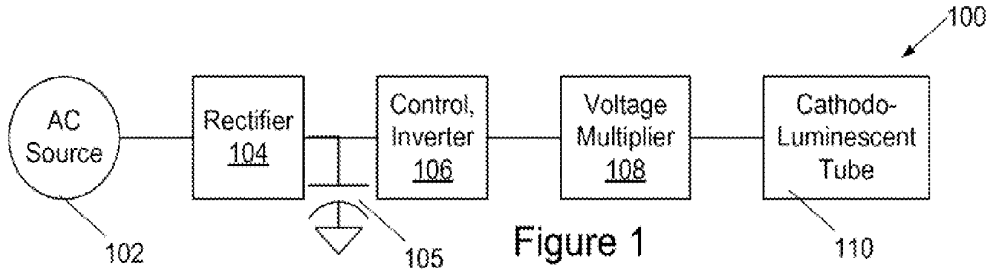 100
AC
Source
Rectifier
104
Control,
Inverter
106
Voltage
Multiplier
108
Cathodo-
Luminescent
Tube
102
105
Figure 1
110